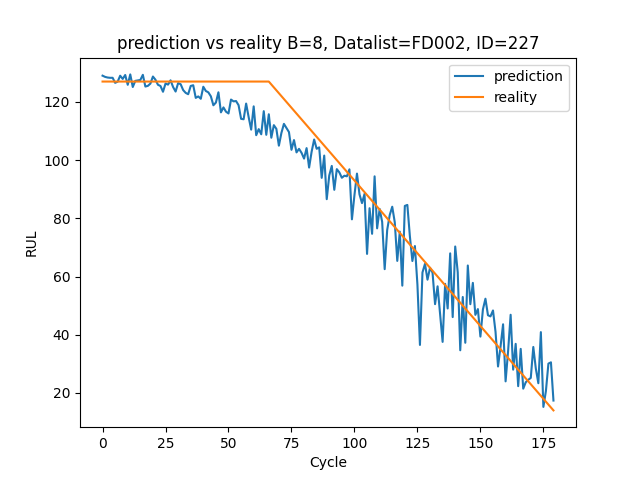 prediction vs reality B=8, Datalist=FD002, ID=227
prediction
reality
120
100
80
60
40
20
RUL
0 25 50 75 100 125 150 175
Cycle